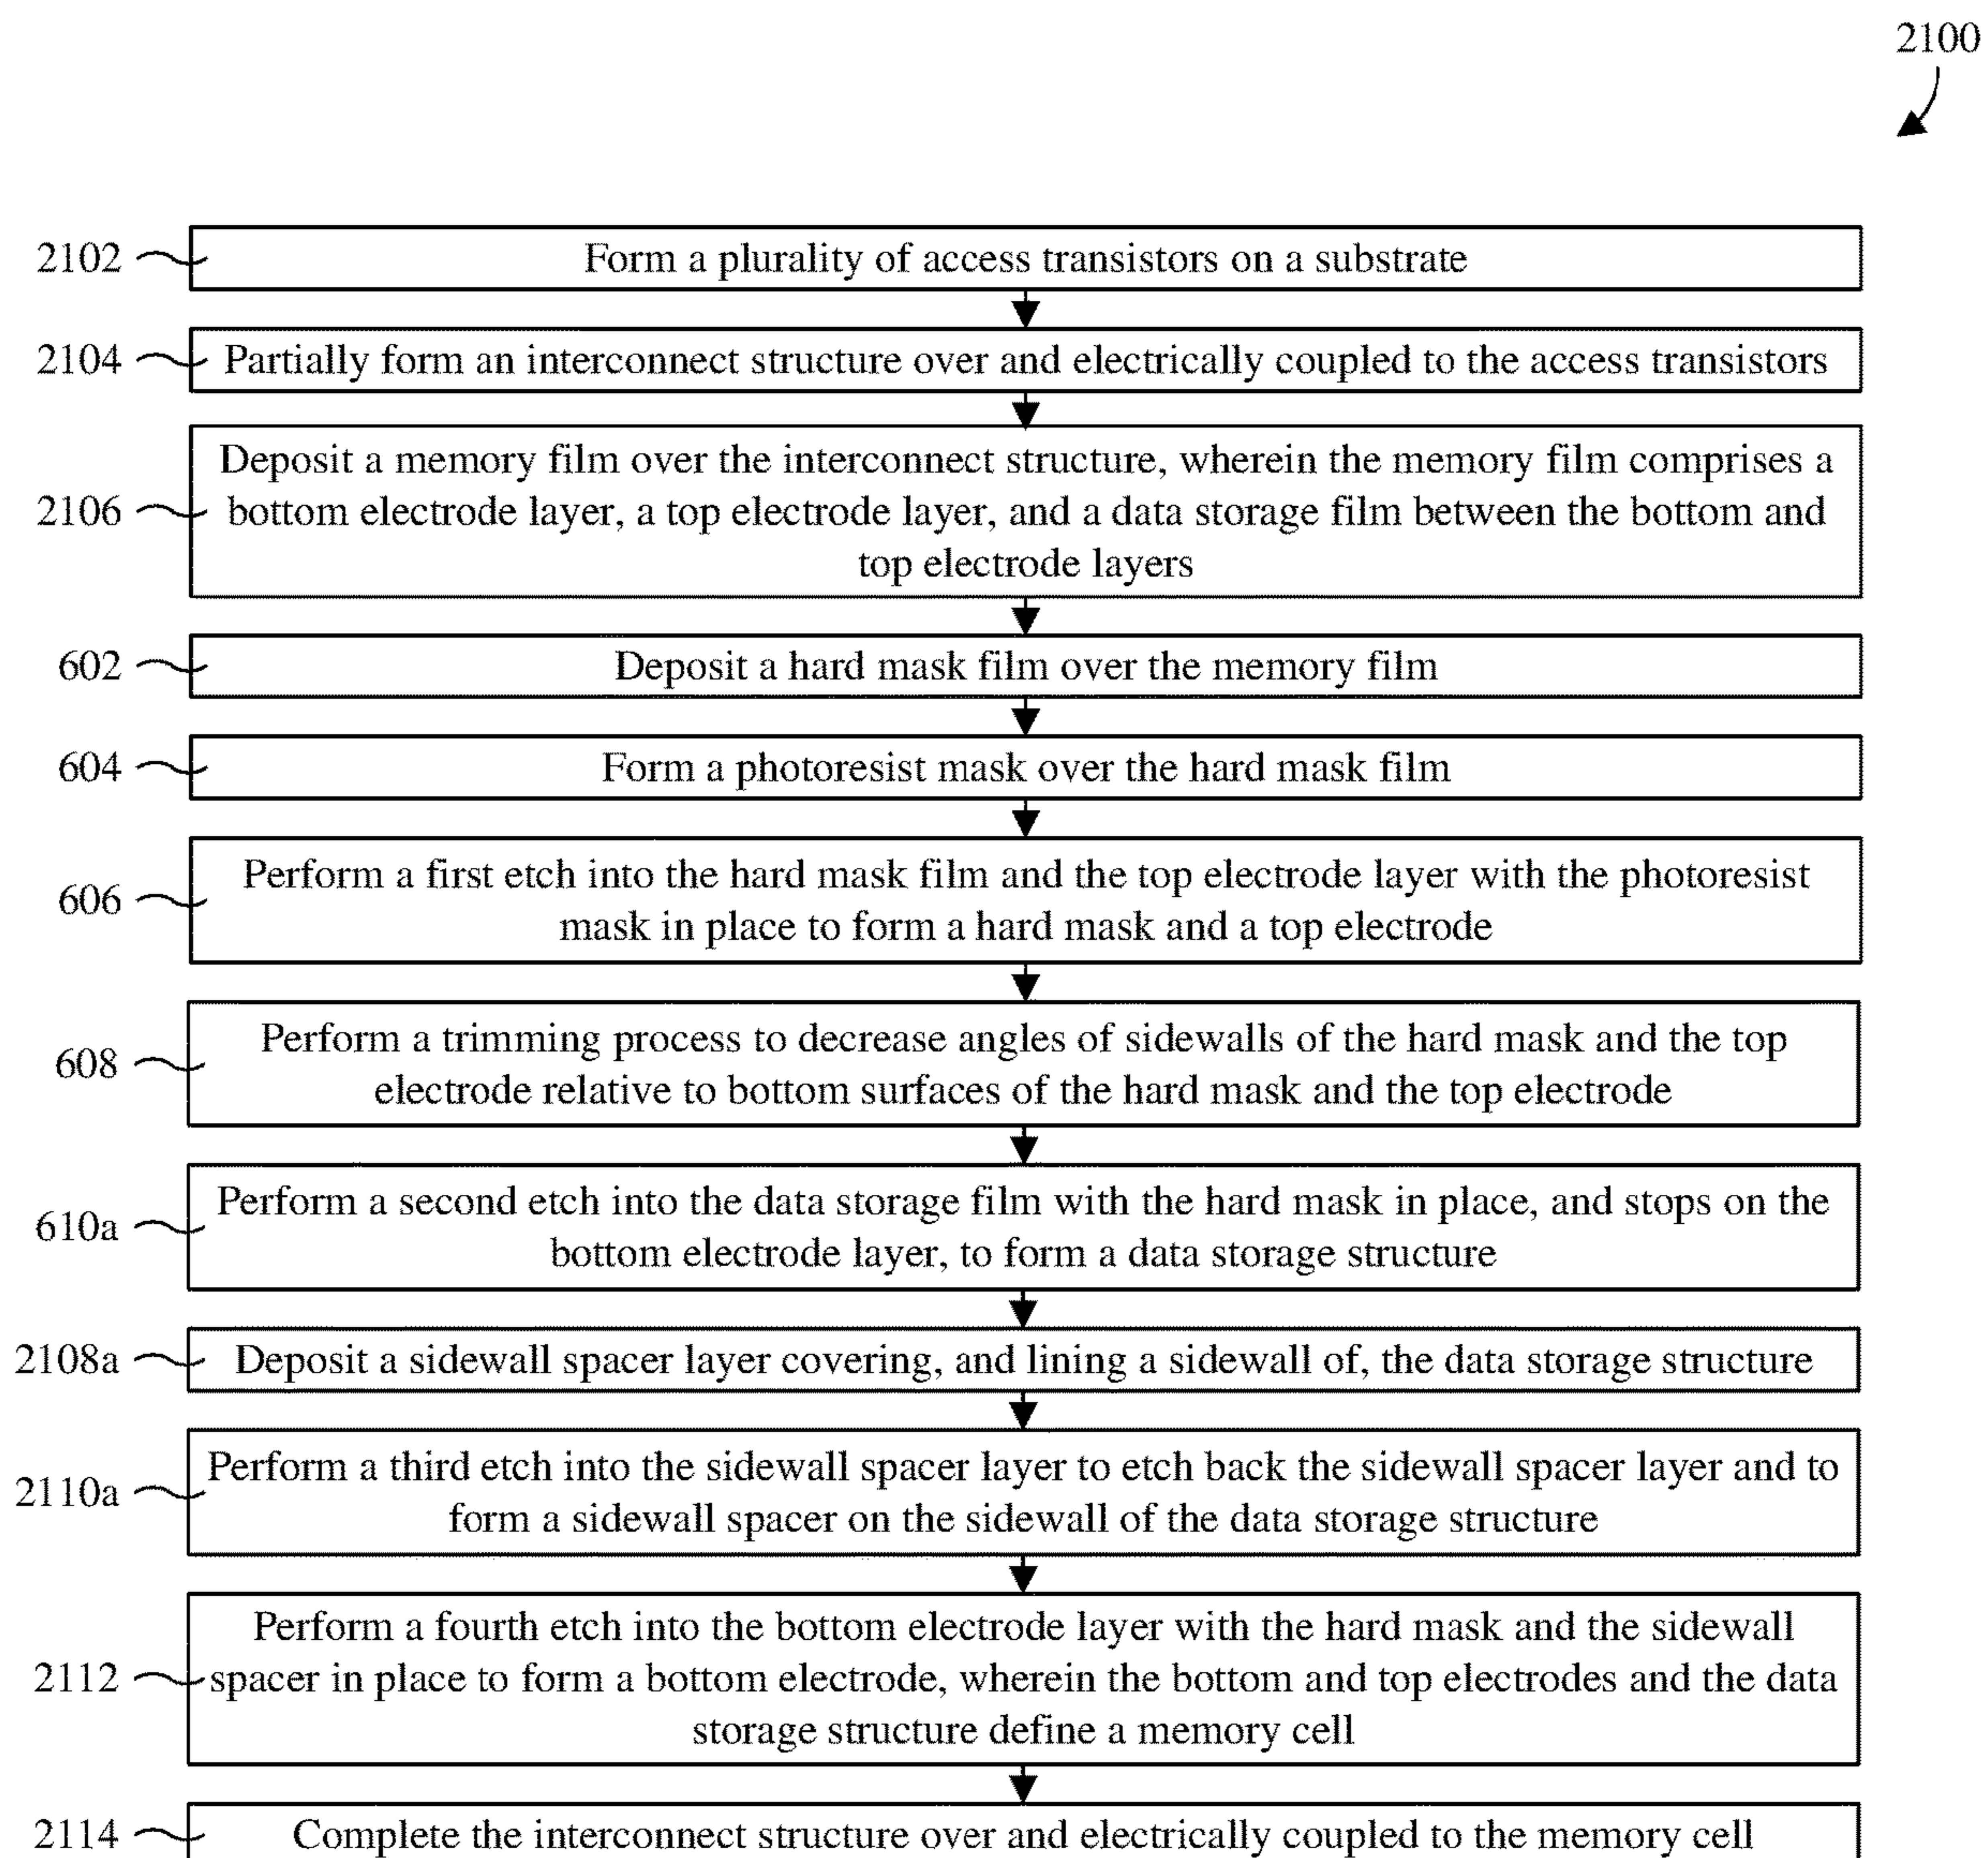 2100
2102
Form a plurality of access transistors on a substrate
2104
Partially form an interconnect structure over and electrically coupled to the access transistors
Deposit a memory film over the interconnect structure, wherein the memory film comprises a
2106
bottom electrode layer, a top electrode layer, and a data storage film between the bottom and
top electrode layers
602
Deposit a hard mask film over the memory film
604
Form a photoresist mask over the hard mask film
606
Perform a first etch into the hard mask film and the top electrode layer with the photoresist
mask in place to form a hard mask and a top electrode
608
Perform a trimming process to decrease angles of sidewalls of the hard mask and the top
electrode relative to bottom surfaces of the hard mask and the top electrode
610a
Perform a second etch into the data storage film with the hard mask in place, and stops on the
bottom electrode layer, to form a data storage structure
2108a
Deposit a sidewall spacer layer covering, and lining a sidewall of, the data storage structure
2110a
Perform a third etch into the sidewall spacer layer to etch back the sidewall spacer layer and to
form a sidewall spacer on the sidewall of the data storage structure
Perform a fourth etch into the bottom electrode layer with the hard mask and the sidewall
2112
spacer in place to form a bottom electrode, wherein the bottom and top electrodes and the data
storage structure define a memory cell
2114
Complete the interconnect structure over and electrically coupled to the memory cell